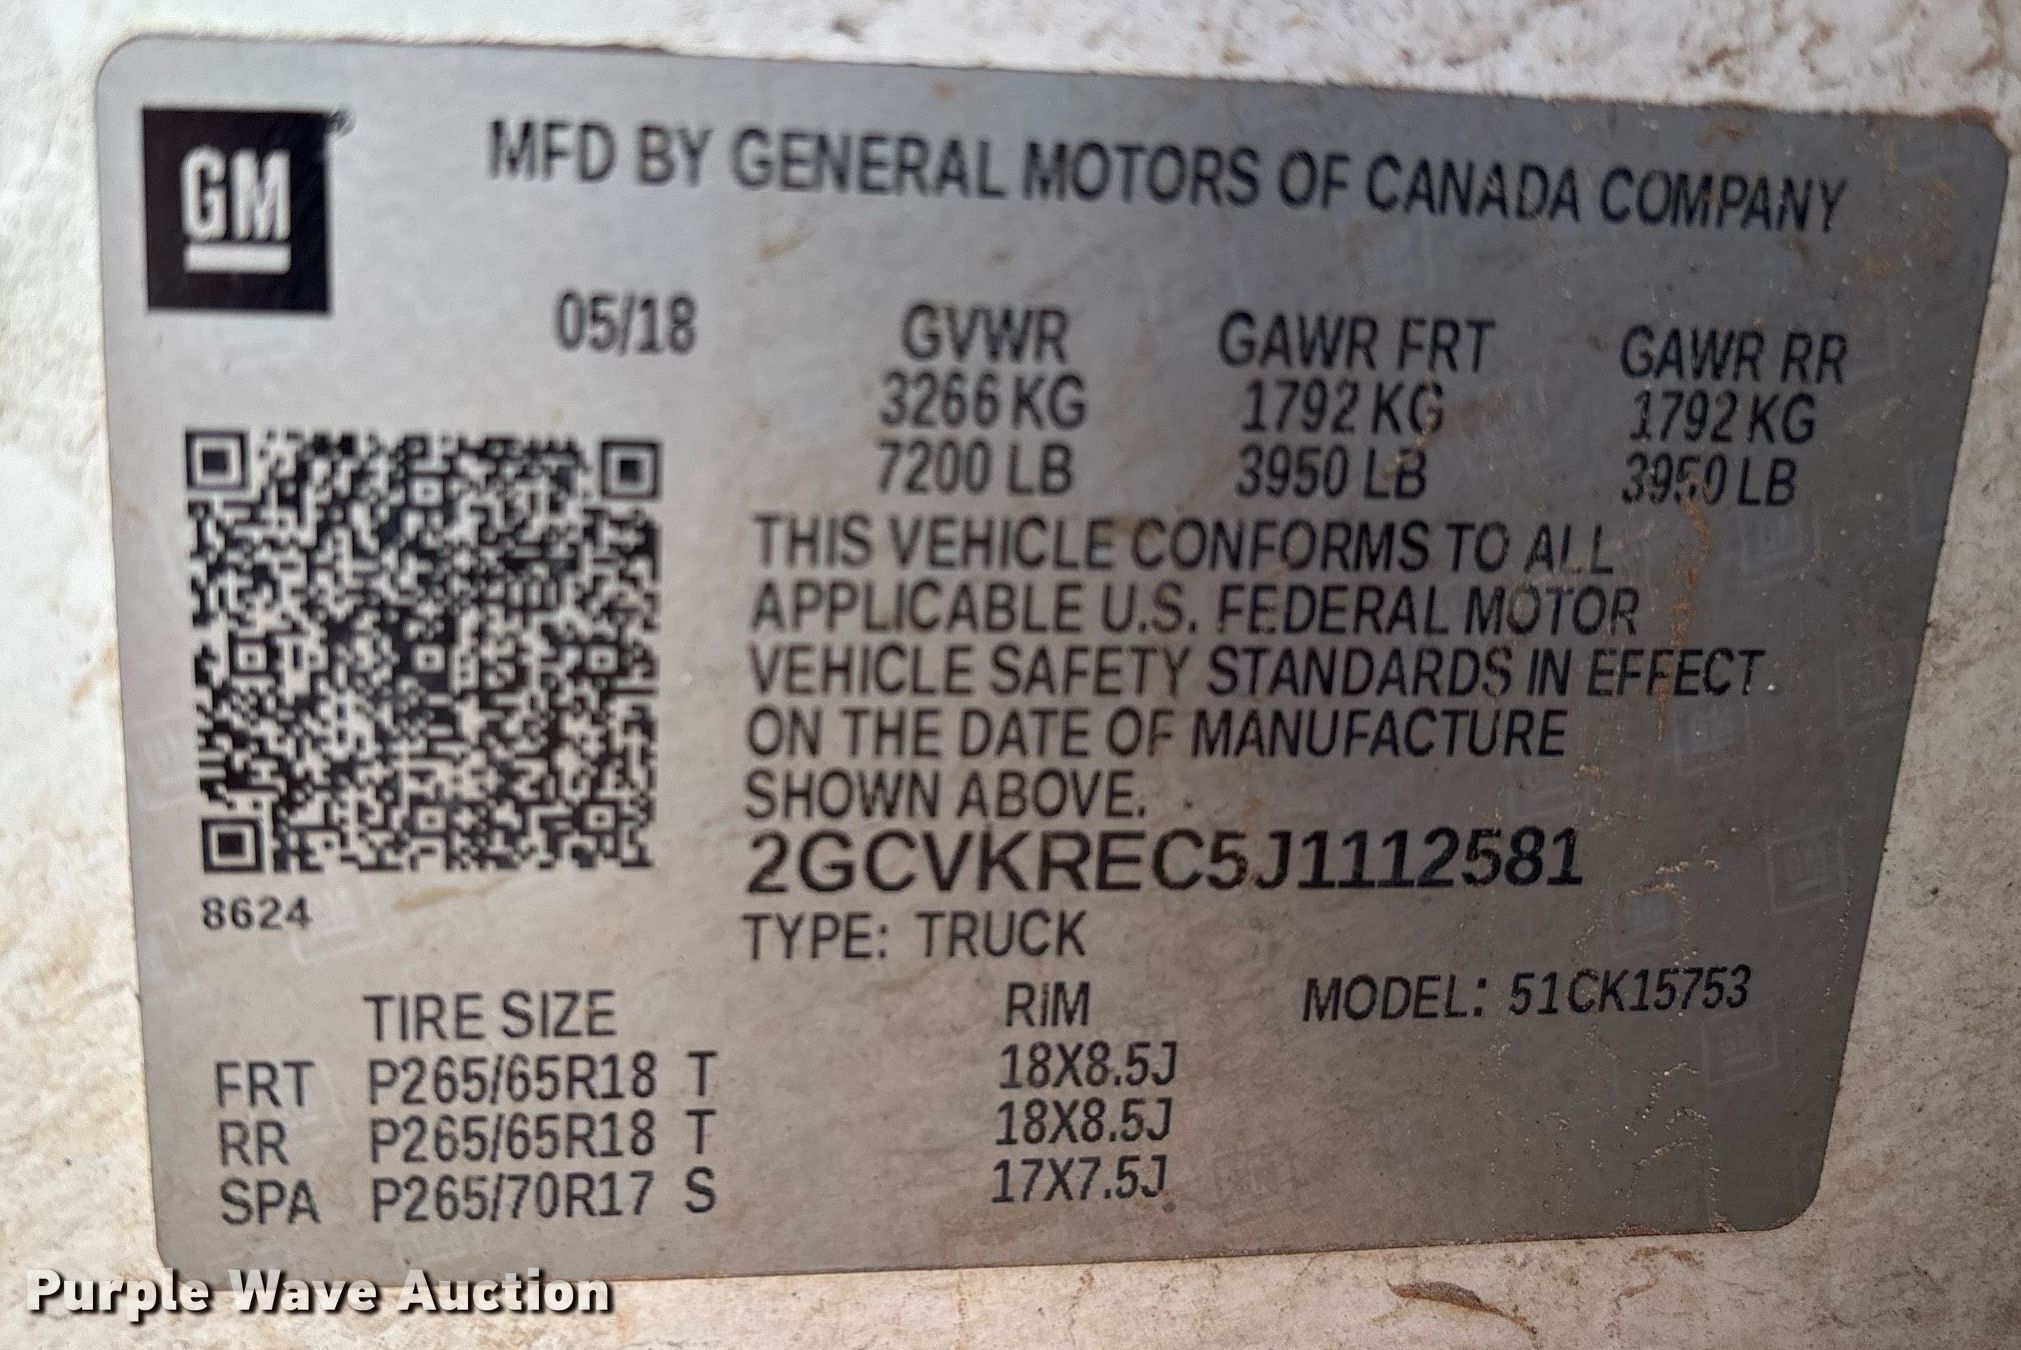 GM
MFD BY GENERAL MOTORS OF CANADA COMPANY
05/18
GVWR GAWR FRT GAWR RR
3266 KG 1792 KG 1792 KG
7200 LB 3950 LB 3950 LB
THIS VEHICLE CONFORMS TO ALL
APPLICABLE U.S. FEDERAL MOTOR
VEHICLE SAFETY STANDARDS IN EFFECT
ON THE DATE OF MANUFACTURE
SHOWN ABOVE.
2GCVKREC5J1112581
8624
TYPE: TRUCK
TIRE SIZE RIM MODEL: 51CK15753
FRT P265/65R18 T 18X8.5J
RR P265/65R18 T 18X8.5J
SPA P265/70R17 S 17X7.5J
Purple Wave Auction